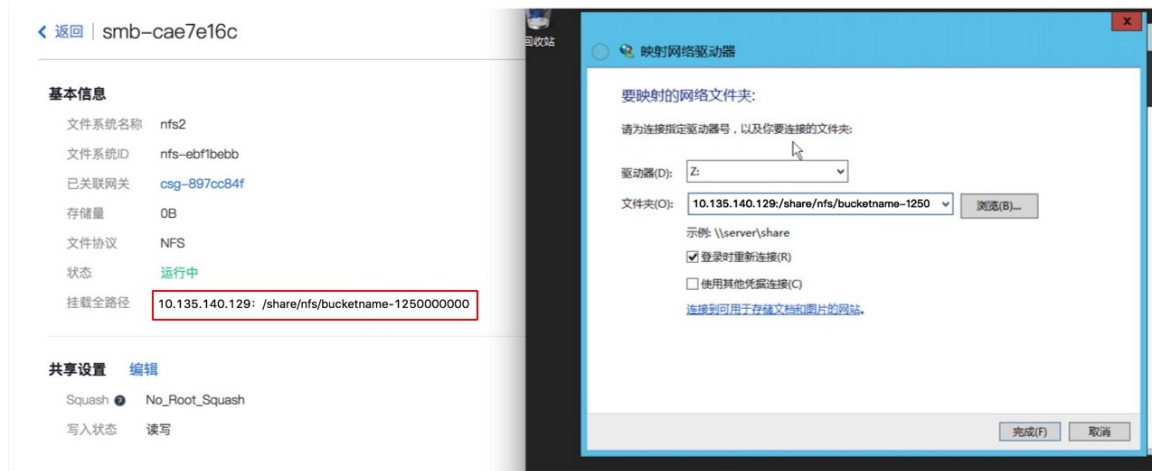 返回 smb-cae7e16c
基本信息
文件系统名称 nfs2
文件系统ID nfs-ebf1bebb
已关联网关 csg-897cc84f
存储量 0B
文件协议 NFS
状态 运行中
挂载全路径 10.135.140.129: /share/nfs/bucketname-1250000000
共享设置 编辑
Squash ? No_Root_Squash
写入状态 读写
回收站
x
映射网络驱动器
要映射的网络文件夹:
请为连接指定驱动器号，以及你要连接的文件夹:
驱动器(D): Z:
文件夹(O): 10.135.140.129:/share/nfs/bucketname-1250 浏览(B)...
示例: \\server\share
登录时重新连接(R)
使用其他凭据连接(C)
连接到可用于存储文档和图片的网站。
完成(F) 取消